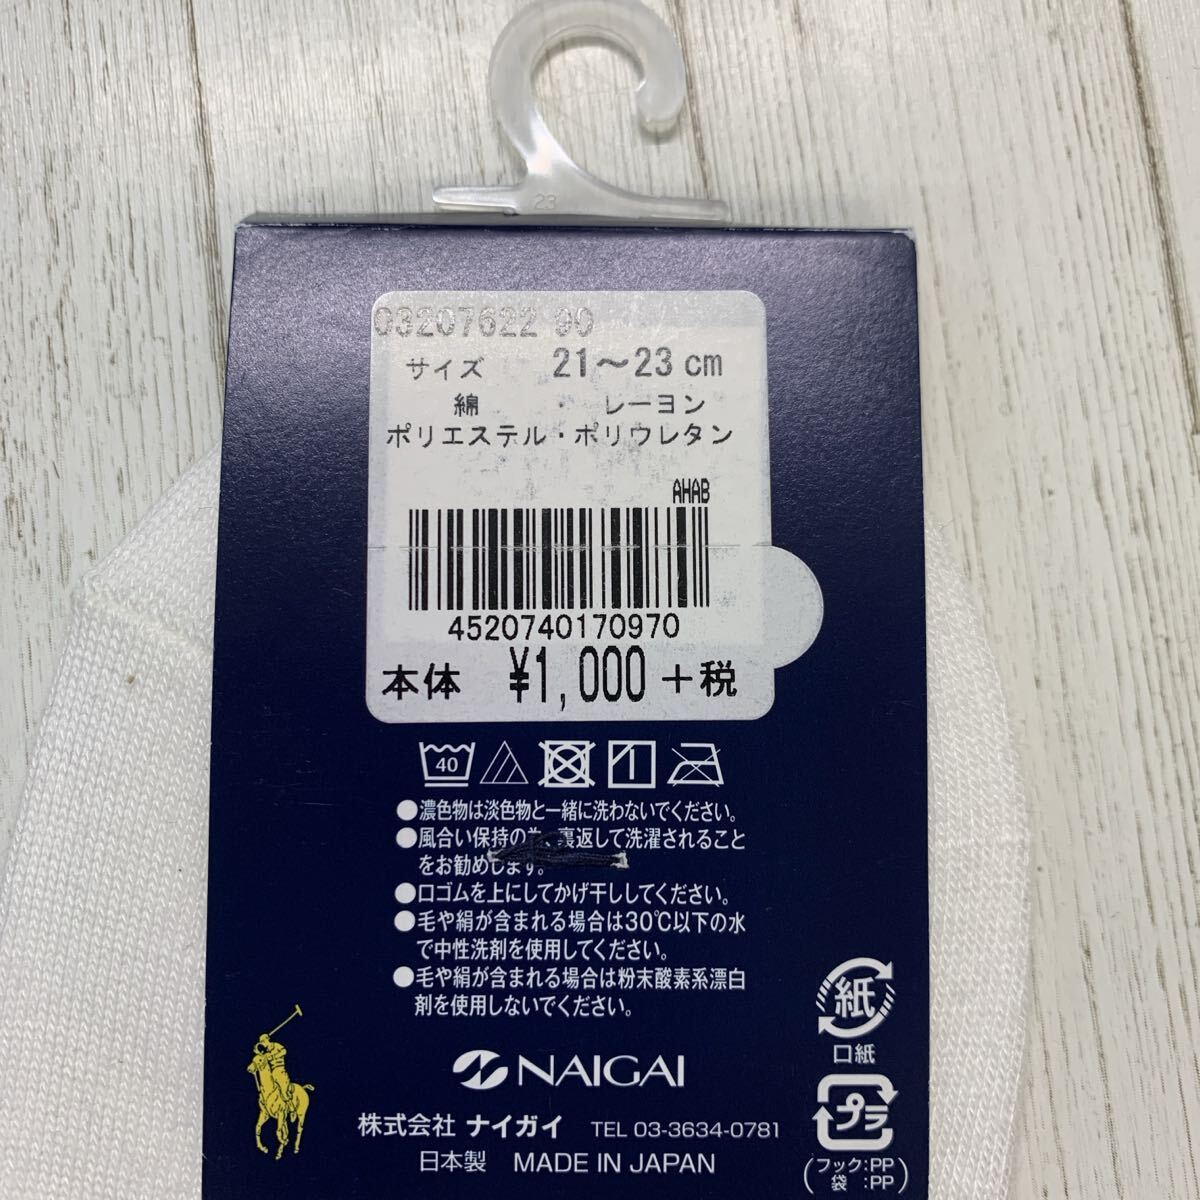 23
03207622 90
サイズ 21～23cm
綿 ・ レーヨン
ポリエステル・ポリウレタン
AHAB
4520740170970
本体 ¥1,000+税
40
●濃色物は淡色物と一緒に洗わないでください。
●風合い保持の為、裏返して洗濯されること
をお勧めします。
●口ゴムを上にしてかげ干ししてください。
●毛や絹が含まれる場合は30℃以下の水
で中性洗剤を使用してください。
●毛や絹が含まれる場合は粉末酸素系漂白
剤を使用しないでください。
紙
口紙
NAIGAI
プラ
株式会社 ナイガイ TEL 03-3634-0781
日本製 MADE IN JAPAN
(フック:PP
袋 :PP)